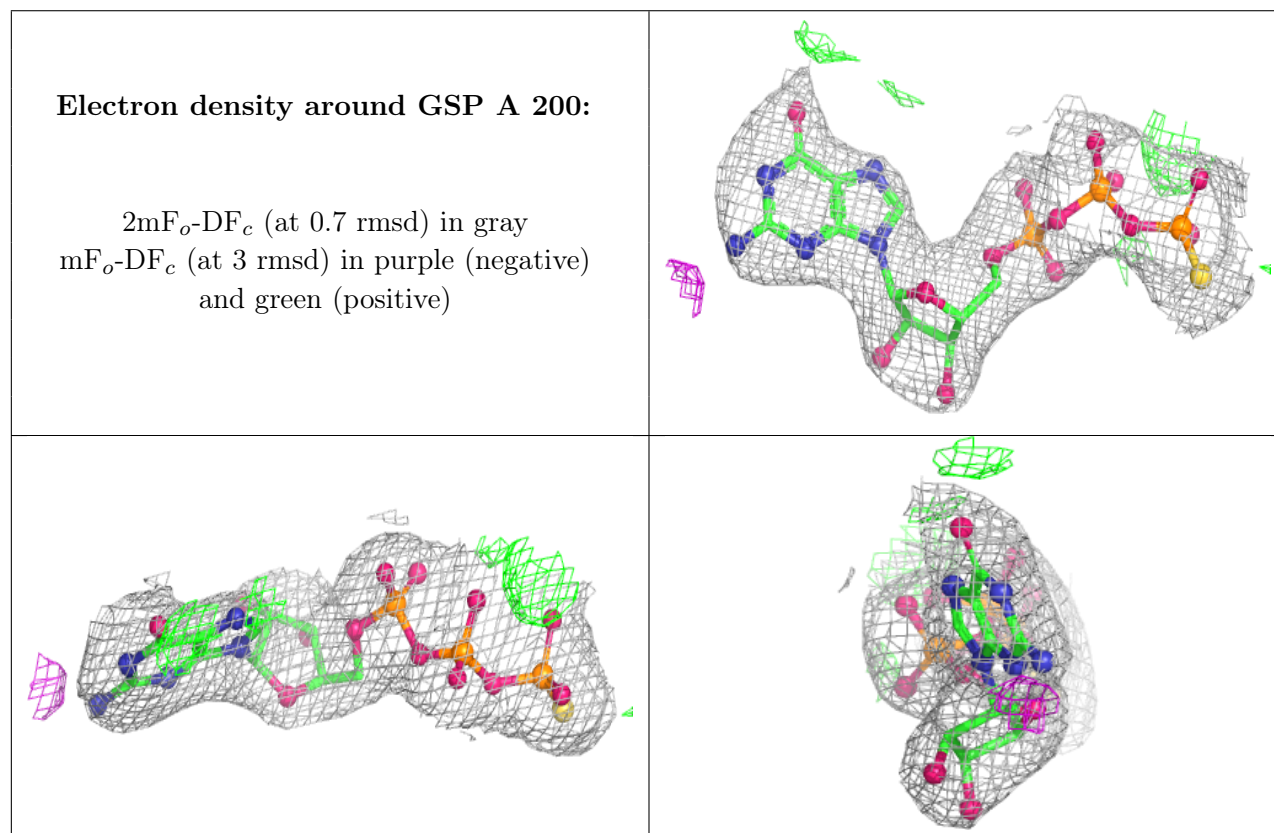 Electron density around GSP A 200:
2mFo-DFc (at 0.7 rmsd) in gray
mFo-DFc (at 3 rmsd) in purple (negative)
and green (positive)